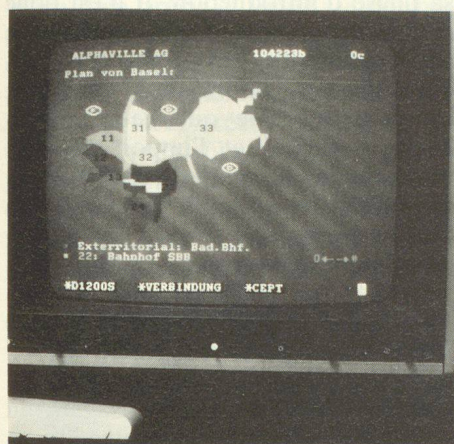 ALPHAVILLE AG 104223b 0c
Plan von Basel:
F D
31 33
11
32
12
13
D
Exterritorial: Bad.Bhf.
22: Bahnhof SBB 0<-->*
*D1200S *VERBINDUNG *CEPT